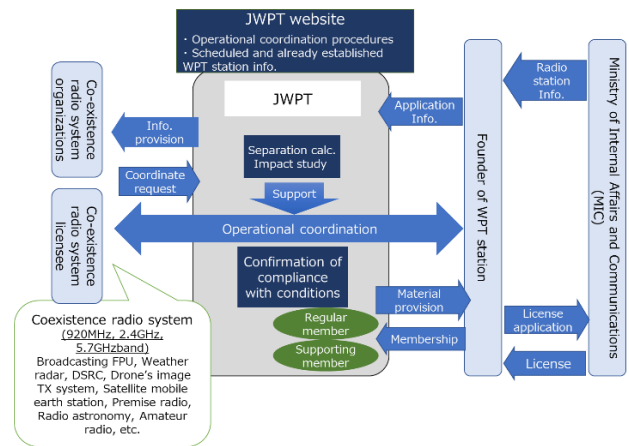 JWPT website
・Operational coordination procedures
・Scheduled and already established
WPT station info.
JWPT
Co-existence
radio system
organizations
Info.
provision
Application
Info.
Radio
station
Info.
Separation calc.
Impact study
Coordinate
request
Support
Co-existence
radio system
licensee
Operational coordination
Founder of WPT station
Ministry of Internal Affairs and Communications
(MIC)
Confirmation of
compliance
with conditions
Material
provision
Regular
member
License
application
Membership
Supporting
member
License
Coexistence radio system
(920MHz, 2.4GHz,
5.7GHzband)
Broadcasting FPU, Weather
radar, DSRC, Drone's image
TX system, Satellite mobile
earth station, Premise radio,
Radio astronomy, Amateur
radio, etc.